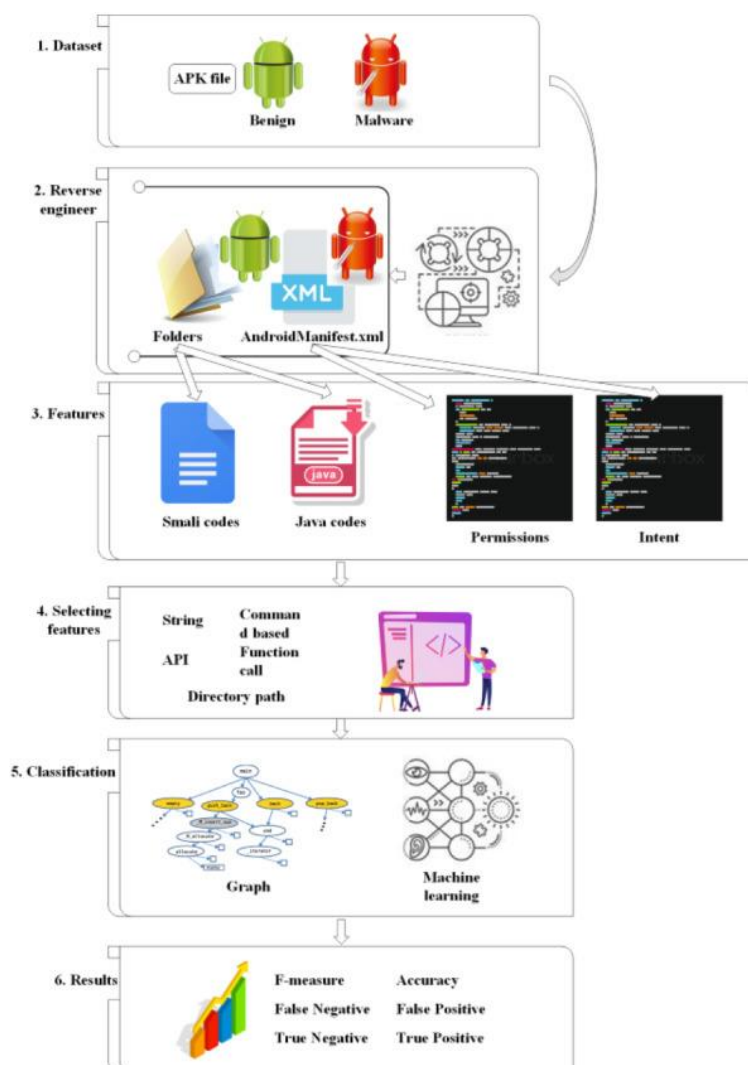 1. Dataset
APK file
Benign
Malware
2. Reverse
engineer
XML
Folders
AndroidManifest.xml
3. Features
java
Smali codes
Java codes
Permissions
Intent
4. Selecting
features
String
Comman
d based
API
Function
call
Directory path
5. Classification
main
Graph
Machine
learning
6. Results
F-measure
Accuracy
False Negative
False Positive
True Negative
True Positive